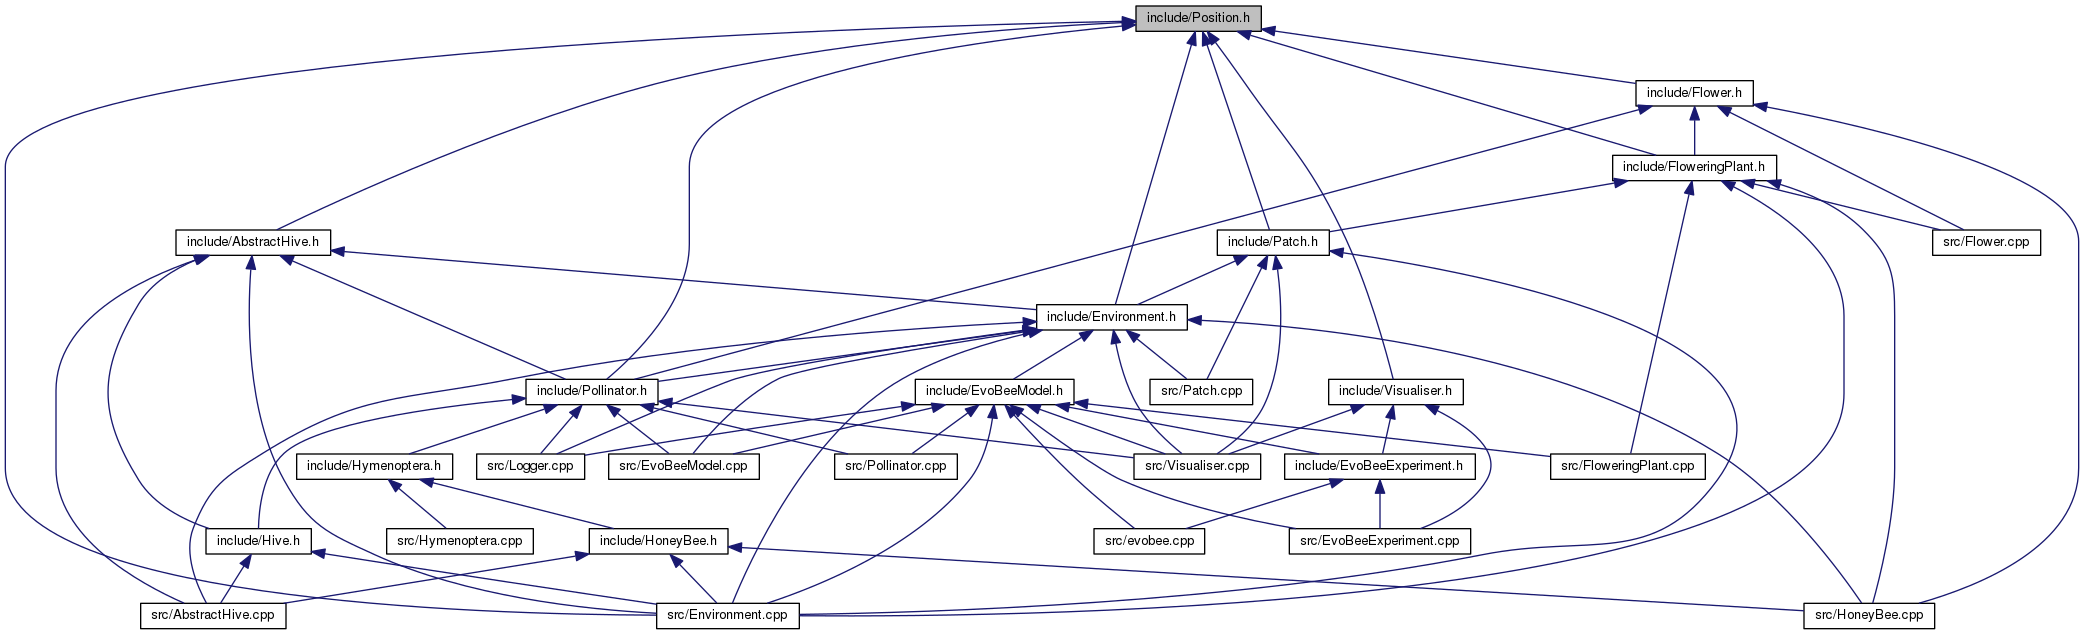 include/Position.h
include/Flower.h
include/FloweringPlant.h
include/AbstractHive.h
include/Patch.h
src/Flower.cpp
include/Environment.h
include/Pollinator.h
include/EvoBeeModel.h
src/Patch.cpp
include/Visualiser.h
include/Hymenoptera.h
src/Logger.cpp
src/EvoBeeModel.cpp
src/Pollinator.cpp
src/Visualiser.cpp
include/EvoBeeExperiment.h
src/FloweringPlant.cpp
include/Hive.h
src/Hymenoptera.cpp
include/HoneyBee.h
src/evobee.cpp
src/EvoBeeExperiment.cpp
src/AbstractHive.cpp
src/Environment.cpp
src/HoneyBee.cpp